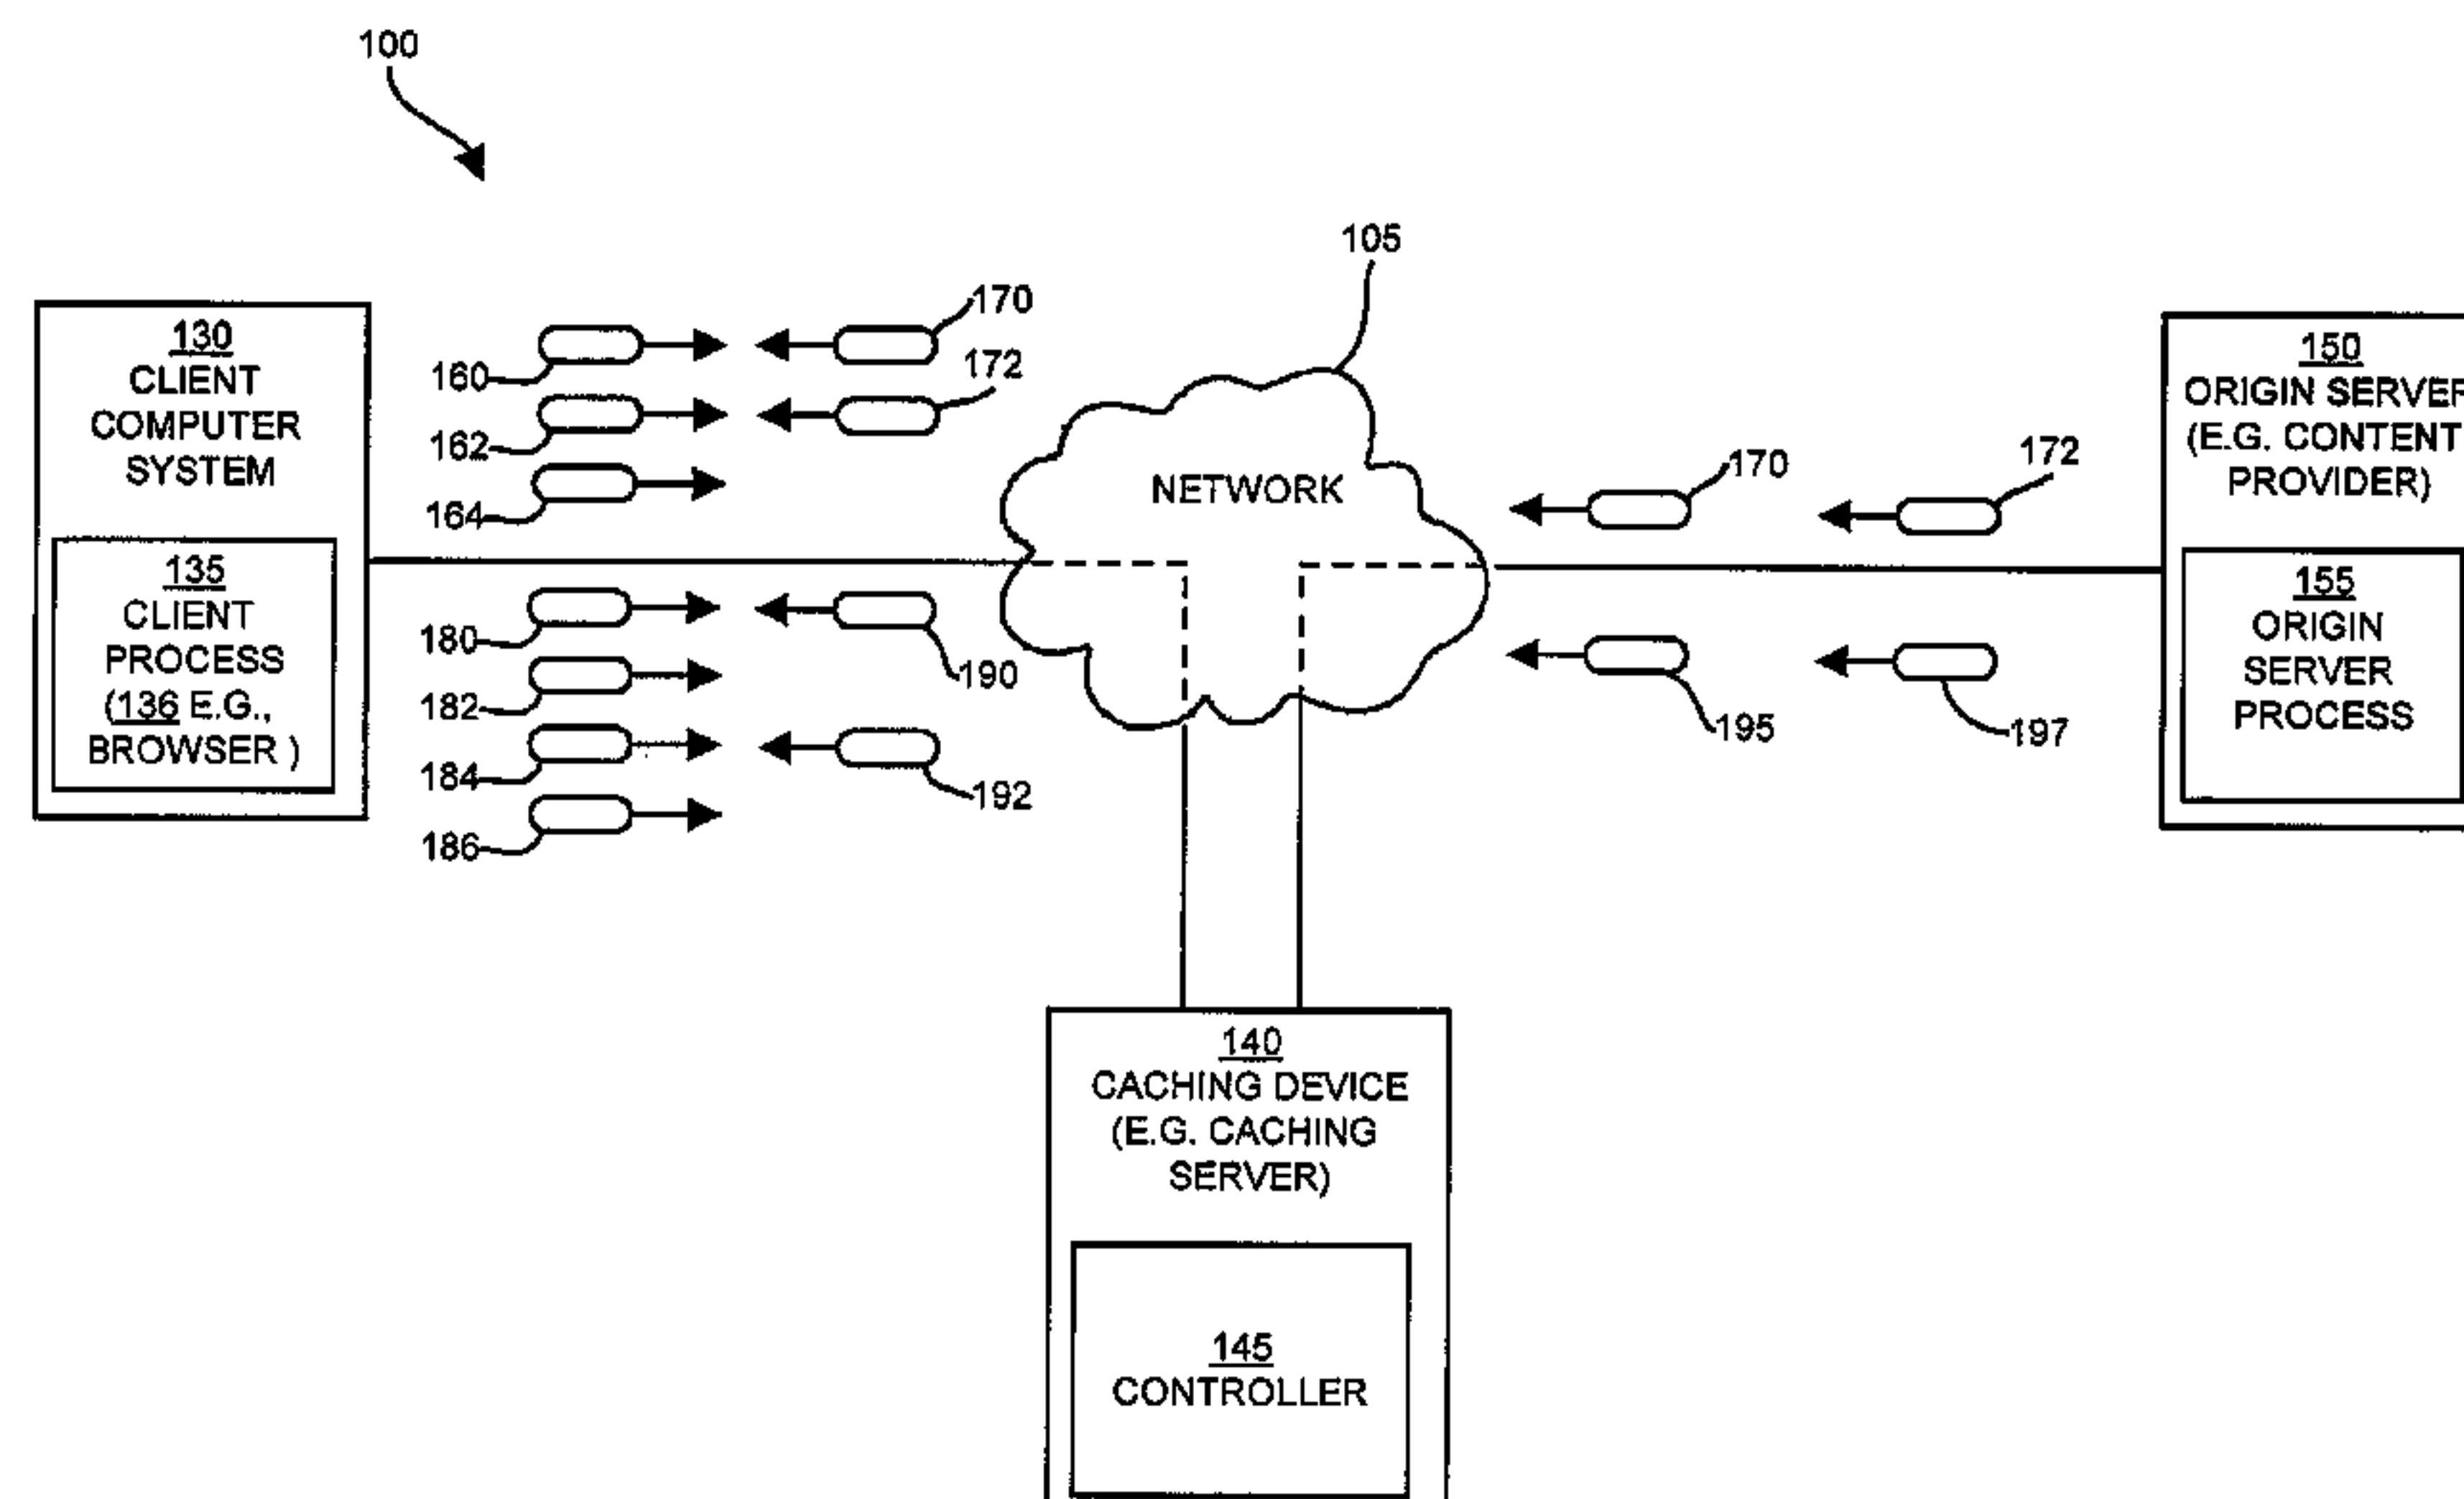 100
105
130
CLIENT
COMPUTER
SYSTEM
135
CLIENT
PROCESS
(136 E.G.,
BROWSER )
160
162
164
170
172
180
182
184
186
190
192
NETWORK
170
172
195
197
150
ORIGIN SERVER
(E.G. CONTENT
PROVIDER)
155
ORIGIN
SERVER
PROCESS
140
CACHING DEVICE
(E.G. CACHING
SERVER)
145
CONTROLLER